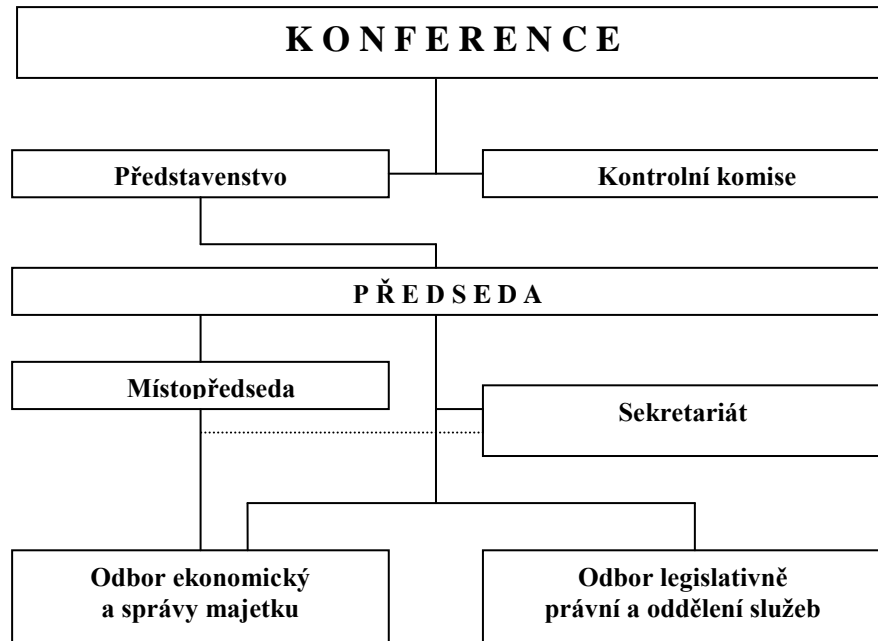 K O N F E R E N C E
Představenstvo
Kontrolní komise
P Ř E D S E D A
Místopředseda
Sekretariát
Odbor ekonomický
a správy majetku
Odbor legislativně
právní a oddělení služeb